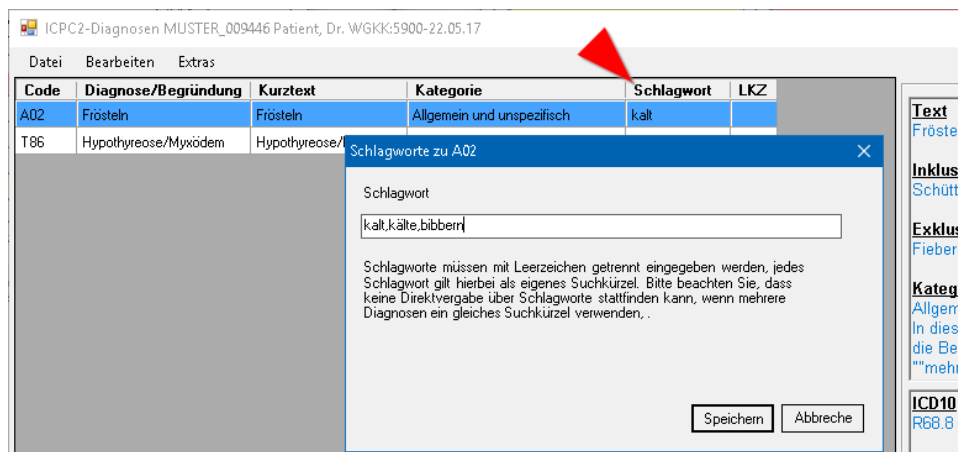 ICPC2-Diagnosen MUSTER_009446 Patient, Dr. WGKK:5900-22.05.17
Datei Bearbeiten Extras
Code Diagnose/Begründung Kurztext Kategorie Schlagwort LKZ
A02 Frösteln Frösteln Allgemein und unspezifisch kalt
T86 Hypothyreose/Myxödem Hypothyreose/
Schlagworte zu A02
Schlagwort
kalt,kälte,bibbern
Schlagworte müssen mit Leerzeichen getrennt eingegeben werden, jedes
Schlagwort gilt hierbei als eigenes Suchkürzel. Bitte beachten Sie, dass
keine Direktvergabe über Schlagworte stattfinden kann, wenn mehrere
Diagnosen ein gleiches Suchkürzel verwenden, .
Speichern Abbreche
Text
Fröste
Inklus
Schütt
Exklus
Fieber
Kateg
Allgem
In dies
die Be
""mehr
ICD10
R68.8